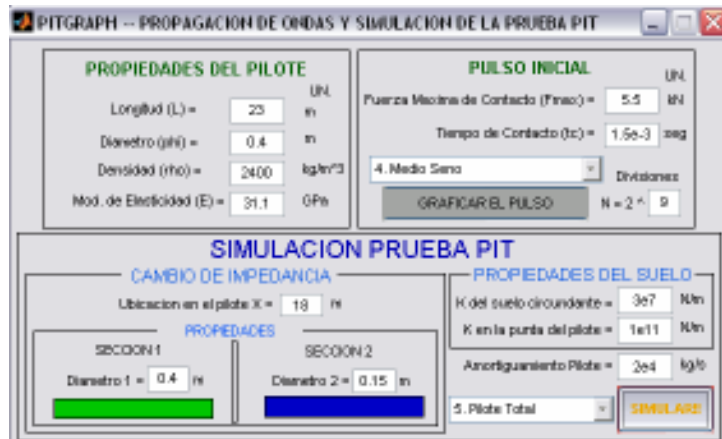 PITGRAPH -- PROPAGACION DE ONDAS Y SIMULACION DE LA PRUEBA PIT
PROPIEDADES DEL PILOTE
UN.
Longitud (L) = 23 m
Diametro (phi) = 0.4 m
Densidad (rho) = 2400 kg/m^3
Mod. de Elasticidad (E) = 31.1 GPa
PULSO INICIAL
UN.
Fuerza Maxima de Contacto (Fmax) = 5.5 kN
Tiempo de Contacto (tc) = 1.5e-3 seg
4. Medio Seno
Divisiones
GRAFICAR EL PULSO N = 2 ^ 9
SIMULACION PRUEBA PIT
CAMBIO DE IMPEDANCIA
Ubicacion en el pilote X = 18 m
PROPIEDADES
SECCION 1
Diametro 1 = 0.4 m
SECCION 2
Diametro 2 = 0.15 m
PROPIEDADES DEL SUELO
K del suelo circundante = 3e7 N/m
K en la punta del pilote = 1e11 N/m
Amortiguamiento Pilote = 2e4 kg/s
5. Pilote Total
SIMULAR!!